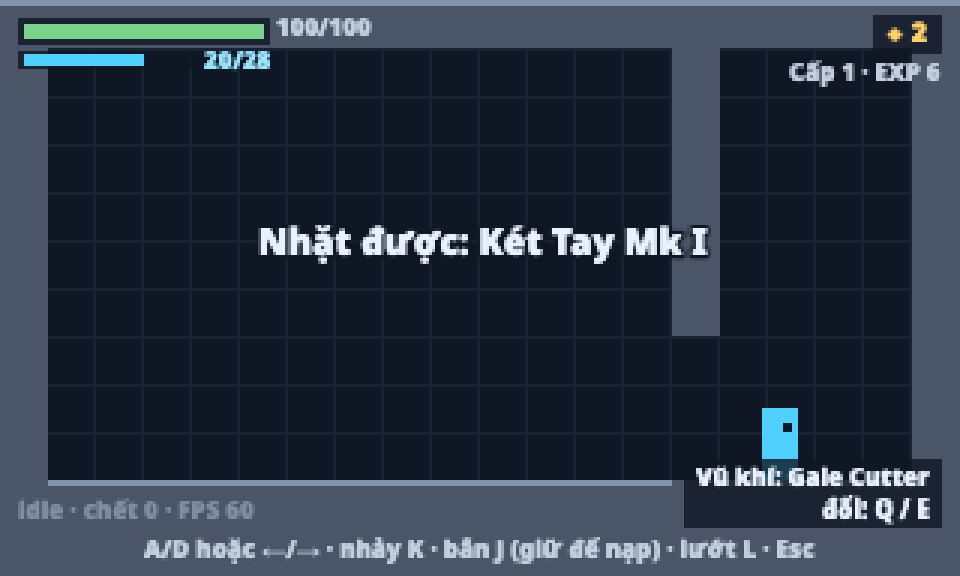 100/100
20/28
2
Cấp 1 · EXP 6
Nhặt được: Két Tay Mk I
Vũ khí: Gale Cutter
đổi: Q / E
idle · chết 0 · FPS 60
A/D hoặc ←/→ · nhảy K · bắn J (giữ để nạp) · lướt L · Esc